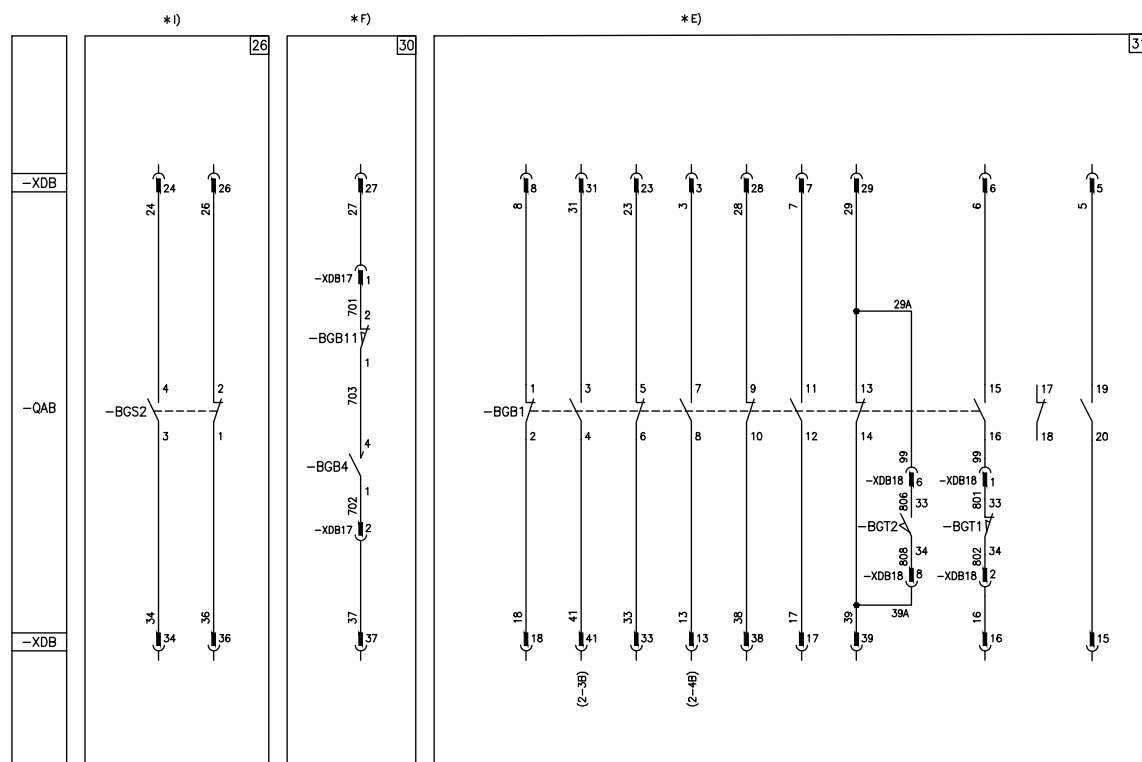 *I) *F) *E)
26 30 31
-XDB 24 26 27 8 31 23 3 28 7 29 6 5
24 26 27 8 31 23 3 28 7 29 6 5
-XDB17 1
701
2
29A
-BGB11
1
703
4 2 1 3 5 7 9 11 13 15 17 19
-QAB -BGS2 -BGB1
3 1 2 4 6 8 10 12 14 16 18 20
4
-BGB4
1
99 99
-XDB18 6 -XDB18 1
702
806 33 801 33
-XDB17 2
-BGT2 -BGT1
808 34 802 34
-XDB18 8 -XDB18 2
39A
34 36 37 18 41 33 13 38 17 39 16
-XDB 34 36 37 18 41 33 13 38 17 39 16 15
(2-3B) (2-4B)